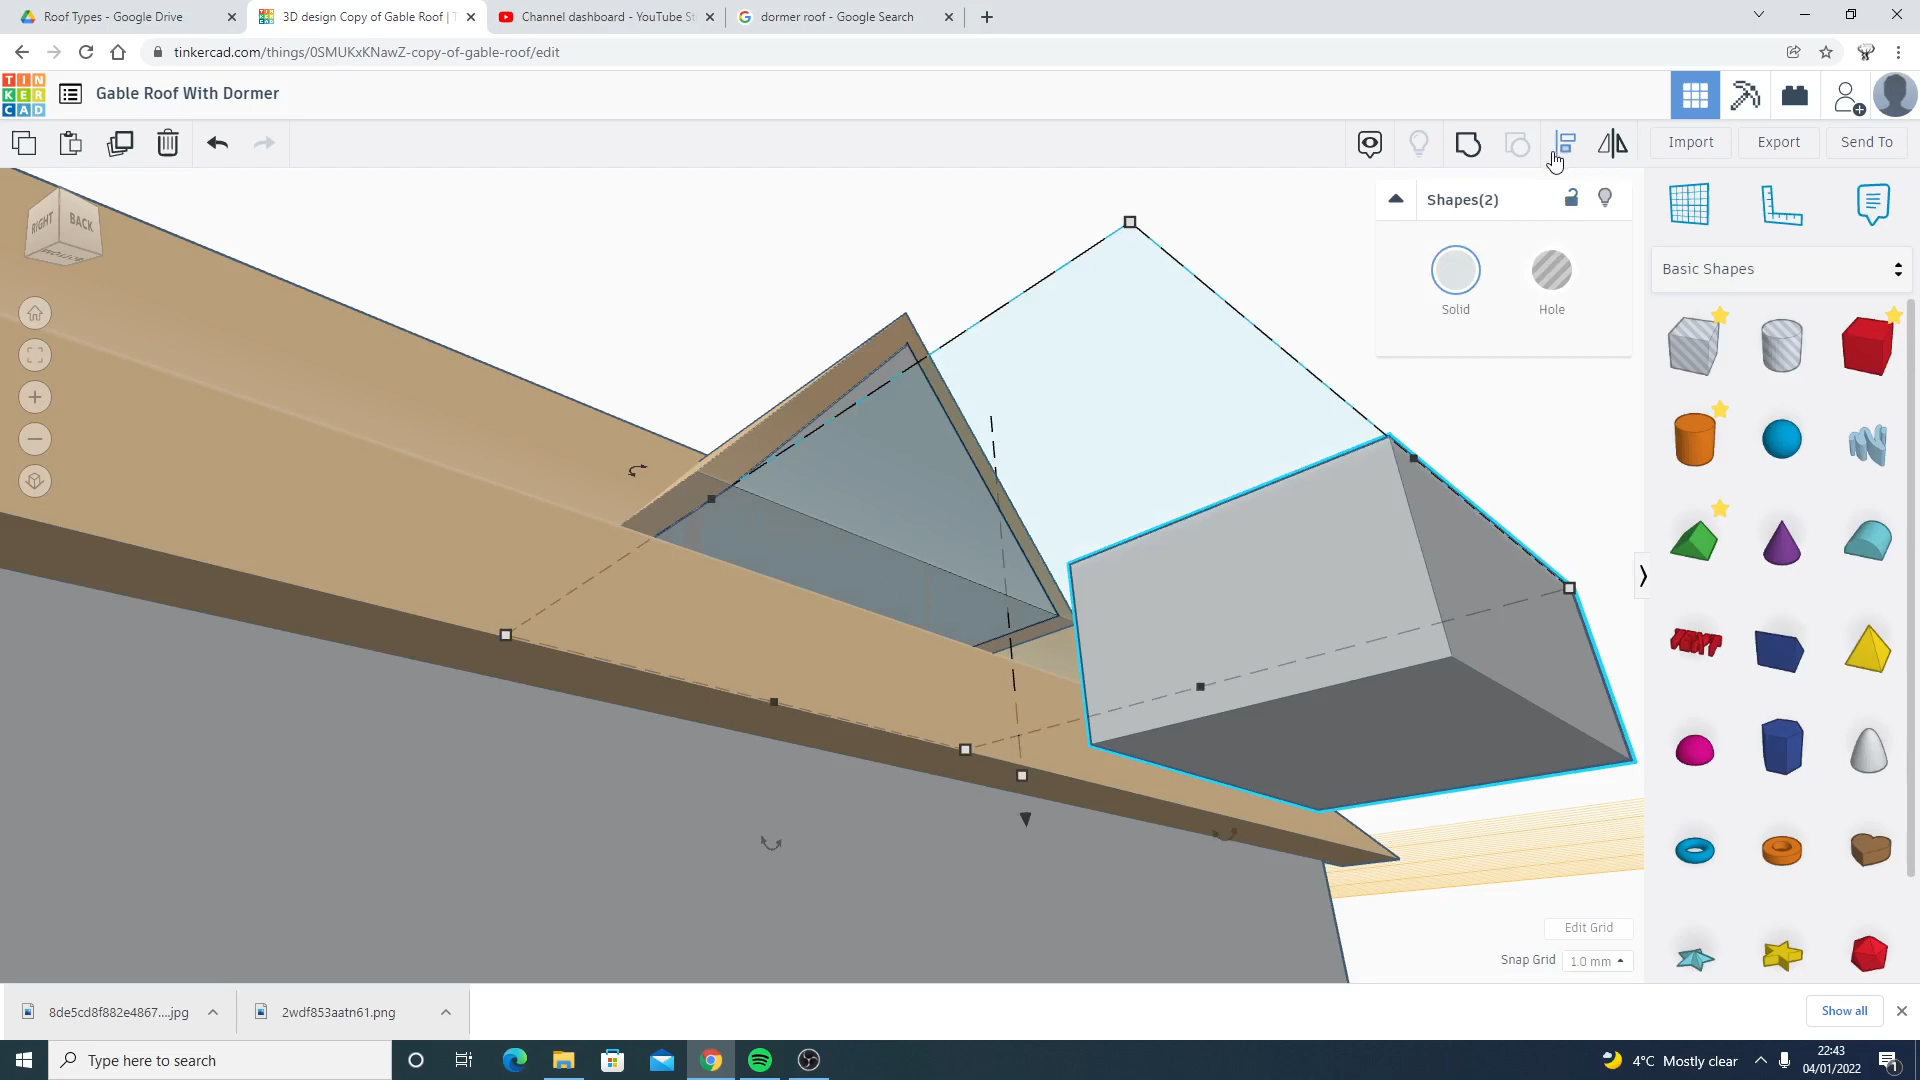 Roof Types - Google Drive
3D design Copy of Gable Roof | T
Channel dashboard - YouTube St
dormer roof - Google Search
tinkercad.com/things/0SMUKxKNawZ-copy-of-gable-roof/edit
TIN
KER
CAD
Gable Roof With Dormer
Import
Export
Send To
RIGHT
BACK
BOTTOM
Shapes(2)
Solid
Hole
Basic Shapes
TEXT
Edit Grid
Snap Grid
1.0 mm
8de5cd8f882e4867....jpg
2wdf853aatn61.png
Show all
Type here to search
4°C Mostly clear
22:43
04/01/2022
1